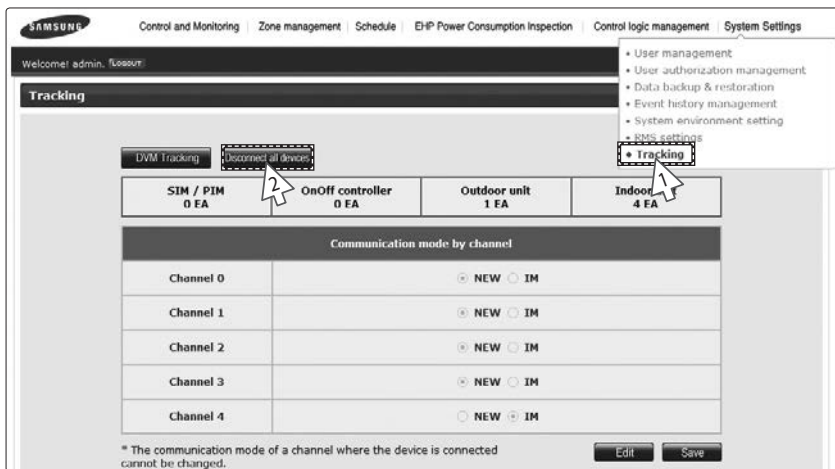 SAMSUNG Control and Monitoring Zone management Schedule EHP Power Consumption Inspection Control logic management System Settings
Welcome! admin. LOGOUT
• User management
• User authorization management
• Data backup & restoration
• Event history management
• System environment setting
• RMS settings
• Tracking
1
Tracking
DVM Tracking Disconnect all devices
2
SIM / PIM OnOff controller Outdoor unit
0 EA 0 EA 1 EA 4 EA
Communication mode by channel
Channel 0 NEW IM
Channel 1 NEW IM
Channel 2 NEW IM
Channel 3 NEW IM
Channel 4 NEW IM
* The communication mode of a channel where the device is connected
cannot be changed.
Edit Save